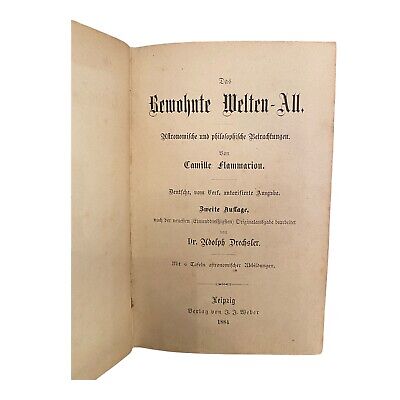 Das
Bewohnte Welten-All.
Astronomische und philosophische Betrachtungen.
Von
Camille Flammarion.
Deutsche, vom Verf. autorisierte Ausgabe.
Zweite Auflage,
nach der neuesten (Einunddreißigsten) Originalausgabe bearbeitet
von
Dr. Adolph Drechsler.
Mit 6 Tafeln astronomischer Abbildungen.
Leipzig
Verlag von J. J. Weber
1884